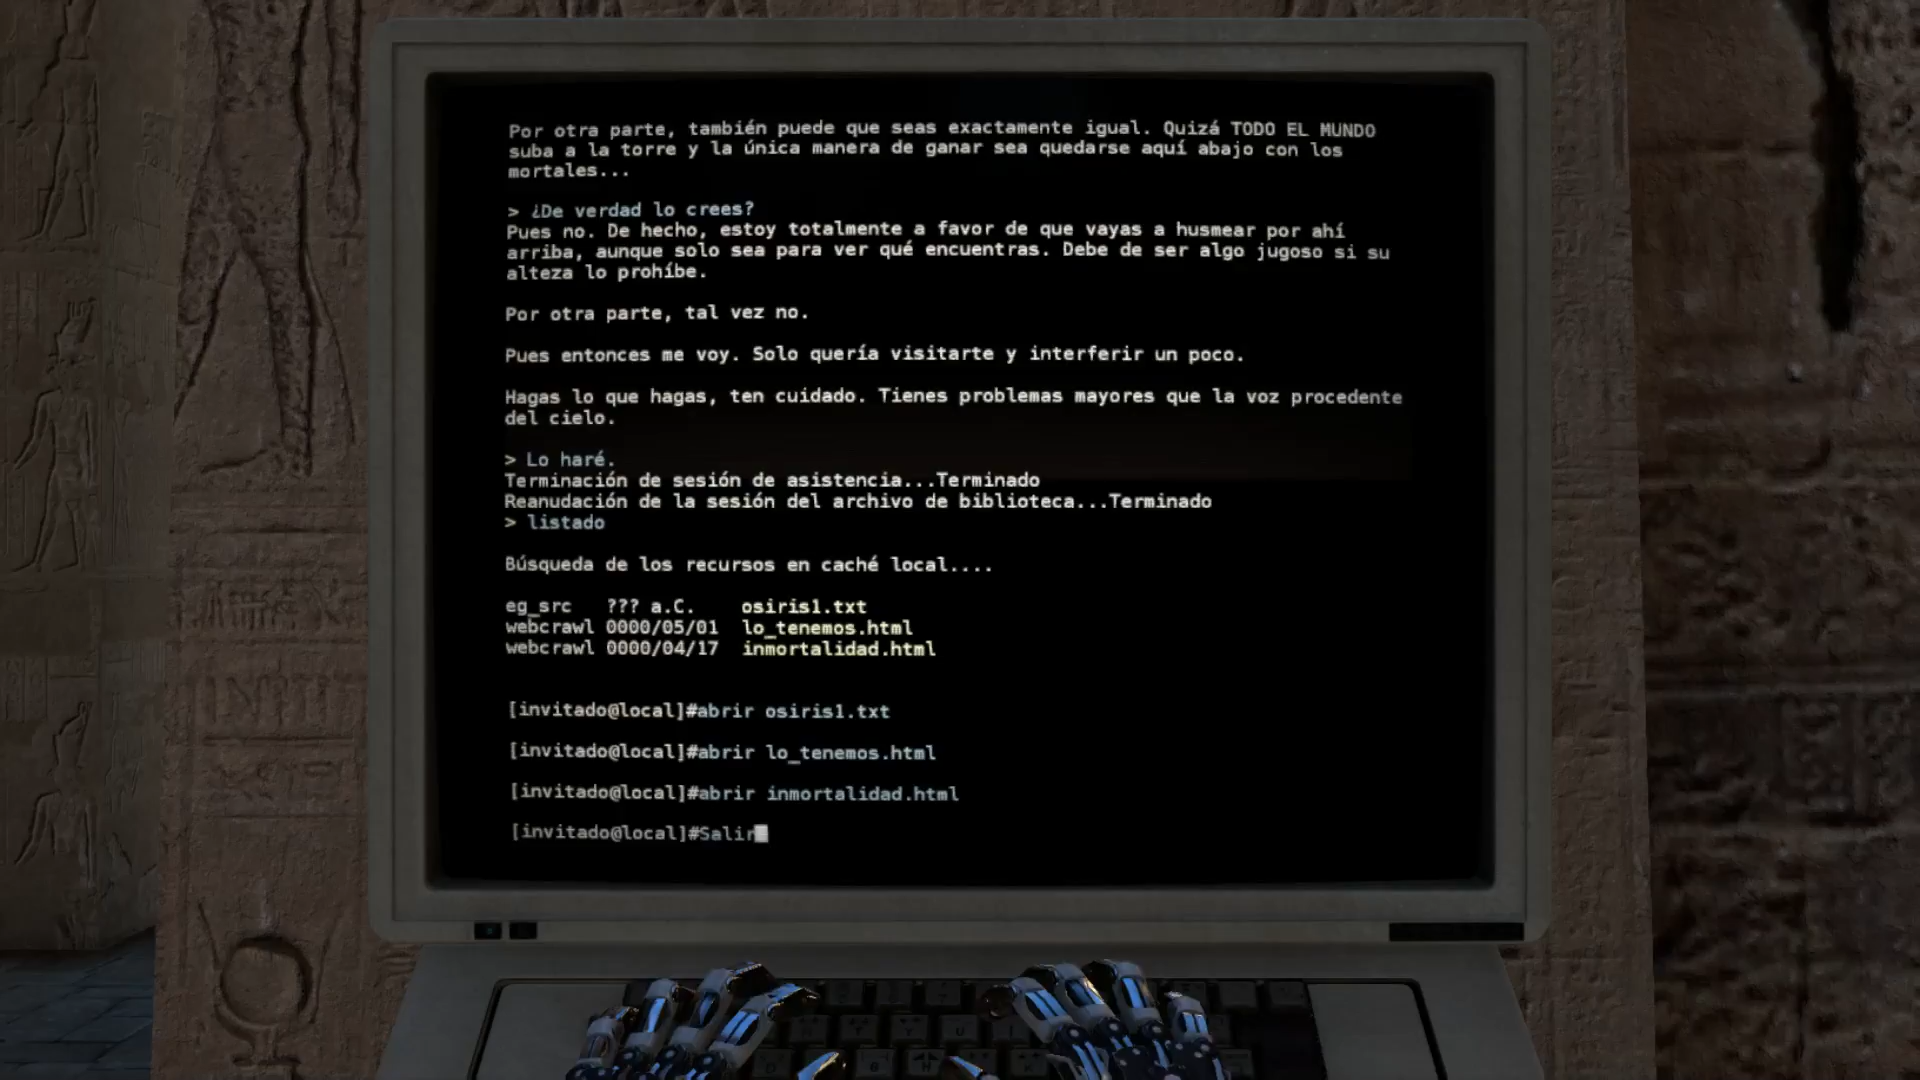 Por otra parte, también puede que seas exactamente igual. Quizá TODO EL MUNDO
suba a la torre y la única manera de ganar sea quedarse aquí abajo con los
mortales...
> ¿De verdad lo crees?
Pues no. De hecho, estoy totalmente a favor de que vayas a husmear por ahí
arriba, aunque solo sea para ver qué encuentras. Debe de ser algo jugoso si su
alteza lo prohíbe.
Por otra parte, tal vez no.
Pues entonces me voy. Solo quería visitarte y interferir un poco.
Hagas lo que hagas, ten cuidado. Tienes problemas mayores que la voz procedente
del cielo.
> Lo haré.
Terminación de sesión de asistencia...Terminado
Reanudación de la sesión del archivo de biblioteca...Terminado
> listado
Búsqueda de los recursos en caché local....
eg_src ??? a.C. osiris1.txt
webcrawl 0000/05/01 lo_tenemos.html
webcrawl 0000/04/17 inmortalidad.html
[invitado@local]#abrir osiris1.txt
[invitado@local]#abrir lo_tenemos.html
[invitado@local]#abrir inmortalidad.html
[invitado@local]#Salir